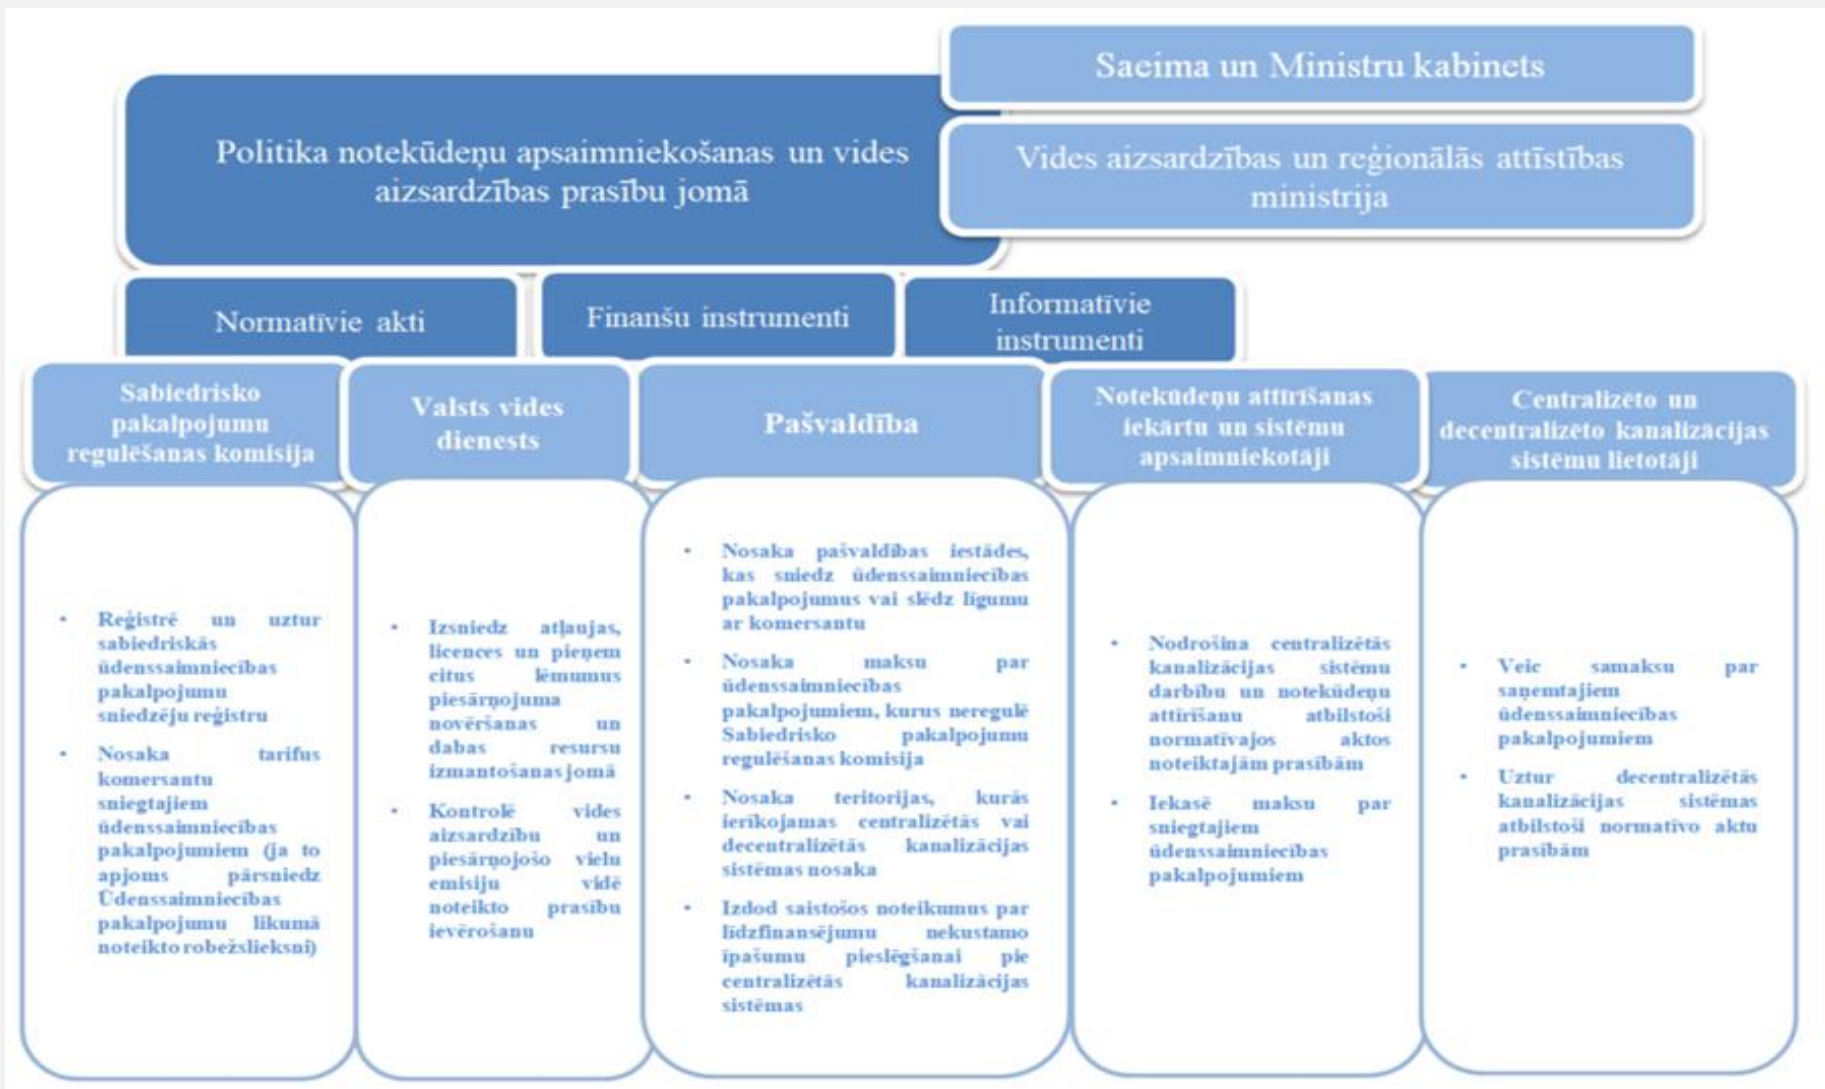 Saeima un Ministru kabinets
Politika notekūdeņu apsaimniekošanas un vides
aizsardzības prasību jomā
Vides aizsardzības un reģionālās attīstības
ministrija
Normatīvie akti
Finanšu instrumenti
Informatīvie
instrumenti
Sabiedrisko
pakalpojumu
regulēšanas komisija
Valsts vides
dienests
Pašvaldība
Notekūdeņu attīrīšanas
iekārtu un sistēmu
apsaimniekotāji
Centralizēto un
decentralizēto kanalizācijas
sistēmu lietotāji
• Reģistrē un uztur
sabiedriskās
ūdenssaimniecības
pakalpojumu
sniedzēju reģistru
• Nosaka tarifus
komersantu
sniegtajiem
ūdenssaimniecības
pakalpojumiem (ja to
apjoms pārsniedz
Ūdenssaimniecības
pakalpojumu likumā
noteikto robežslieksni)
• Izsniedz atļaujas,
licences un pieņem
citus lēmumus
piesārņojuma
novēršanas un
dabas resursu
izmantošanas jomā
• Kontrolē vides
aizsardzību un
piesārņojošo vielu
emisiju vidē
noteikto prasību
ievērošanu
• Nosaka pašvaldības iestādes,
kas sniedz ūdenssaimniecības
pakalpojumus vai slēdz līgumu
ar komersantu
• Nosaka maksu par
ūdenssaimniecības
pakalpojumiem, kurus neregulē
Sabiedrisko pakalpojumu
regulēšanas komisija
• Nosaka teritorijas, kurās
ierīkojamas centralizētās vai
decentralizētās kanalizācijas
sistēmas nosaka
• Izdod saistošos noteikumus par
līdzfinansējumu nekustamo
īpašumu pieslēgšanai pie
centralizētās kanalizācijas
sistēmas
• Nodrošina centralizētās
kanalizācijas sistēmu
darbību un notekūdeņu
attīrīšanu atbilstoši
normatīvajos aktos
noteiktajām prasībām
• Iekasē maksu par
sniegtajiem
ūdenssaimniecības
pakalpojumiem
• Veic samaksu par
saņemtajiem
ūdenssaimniecības
pakalpojumiem
• Uztur decentralizētās
kanalizācijas sistēmas
atbilstoši normatīvo aktu
prasībām